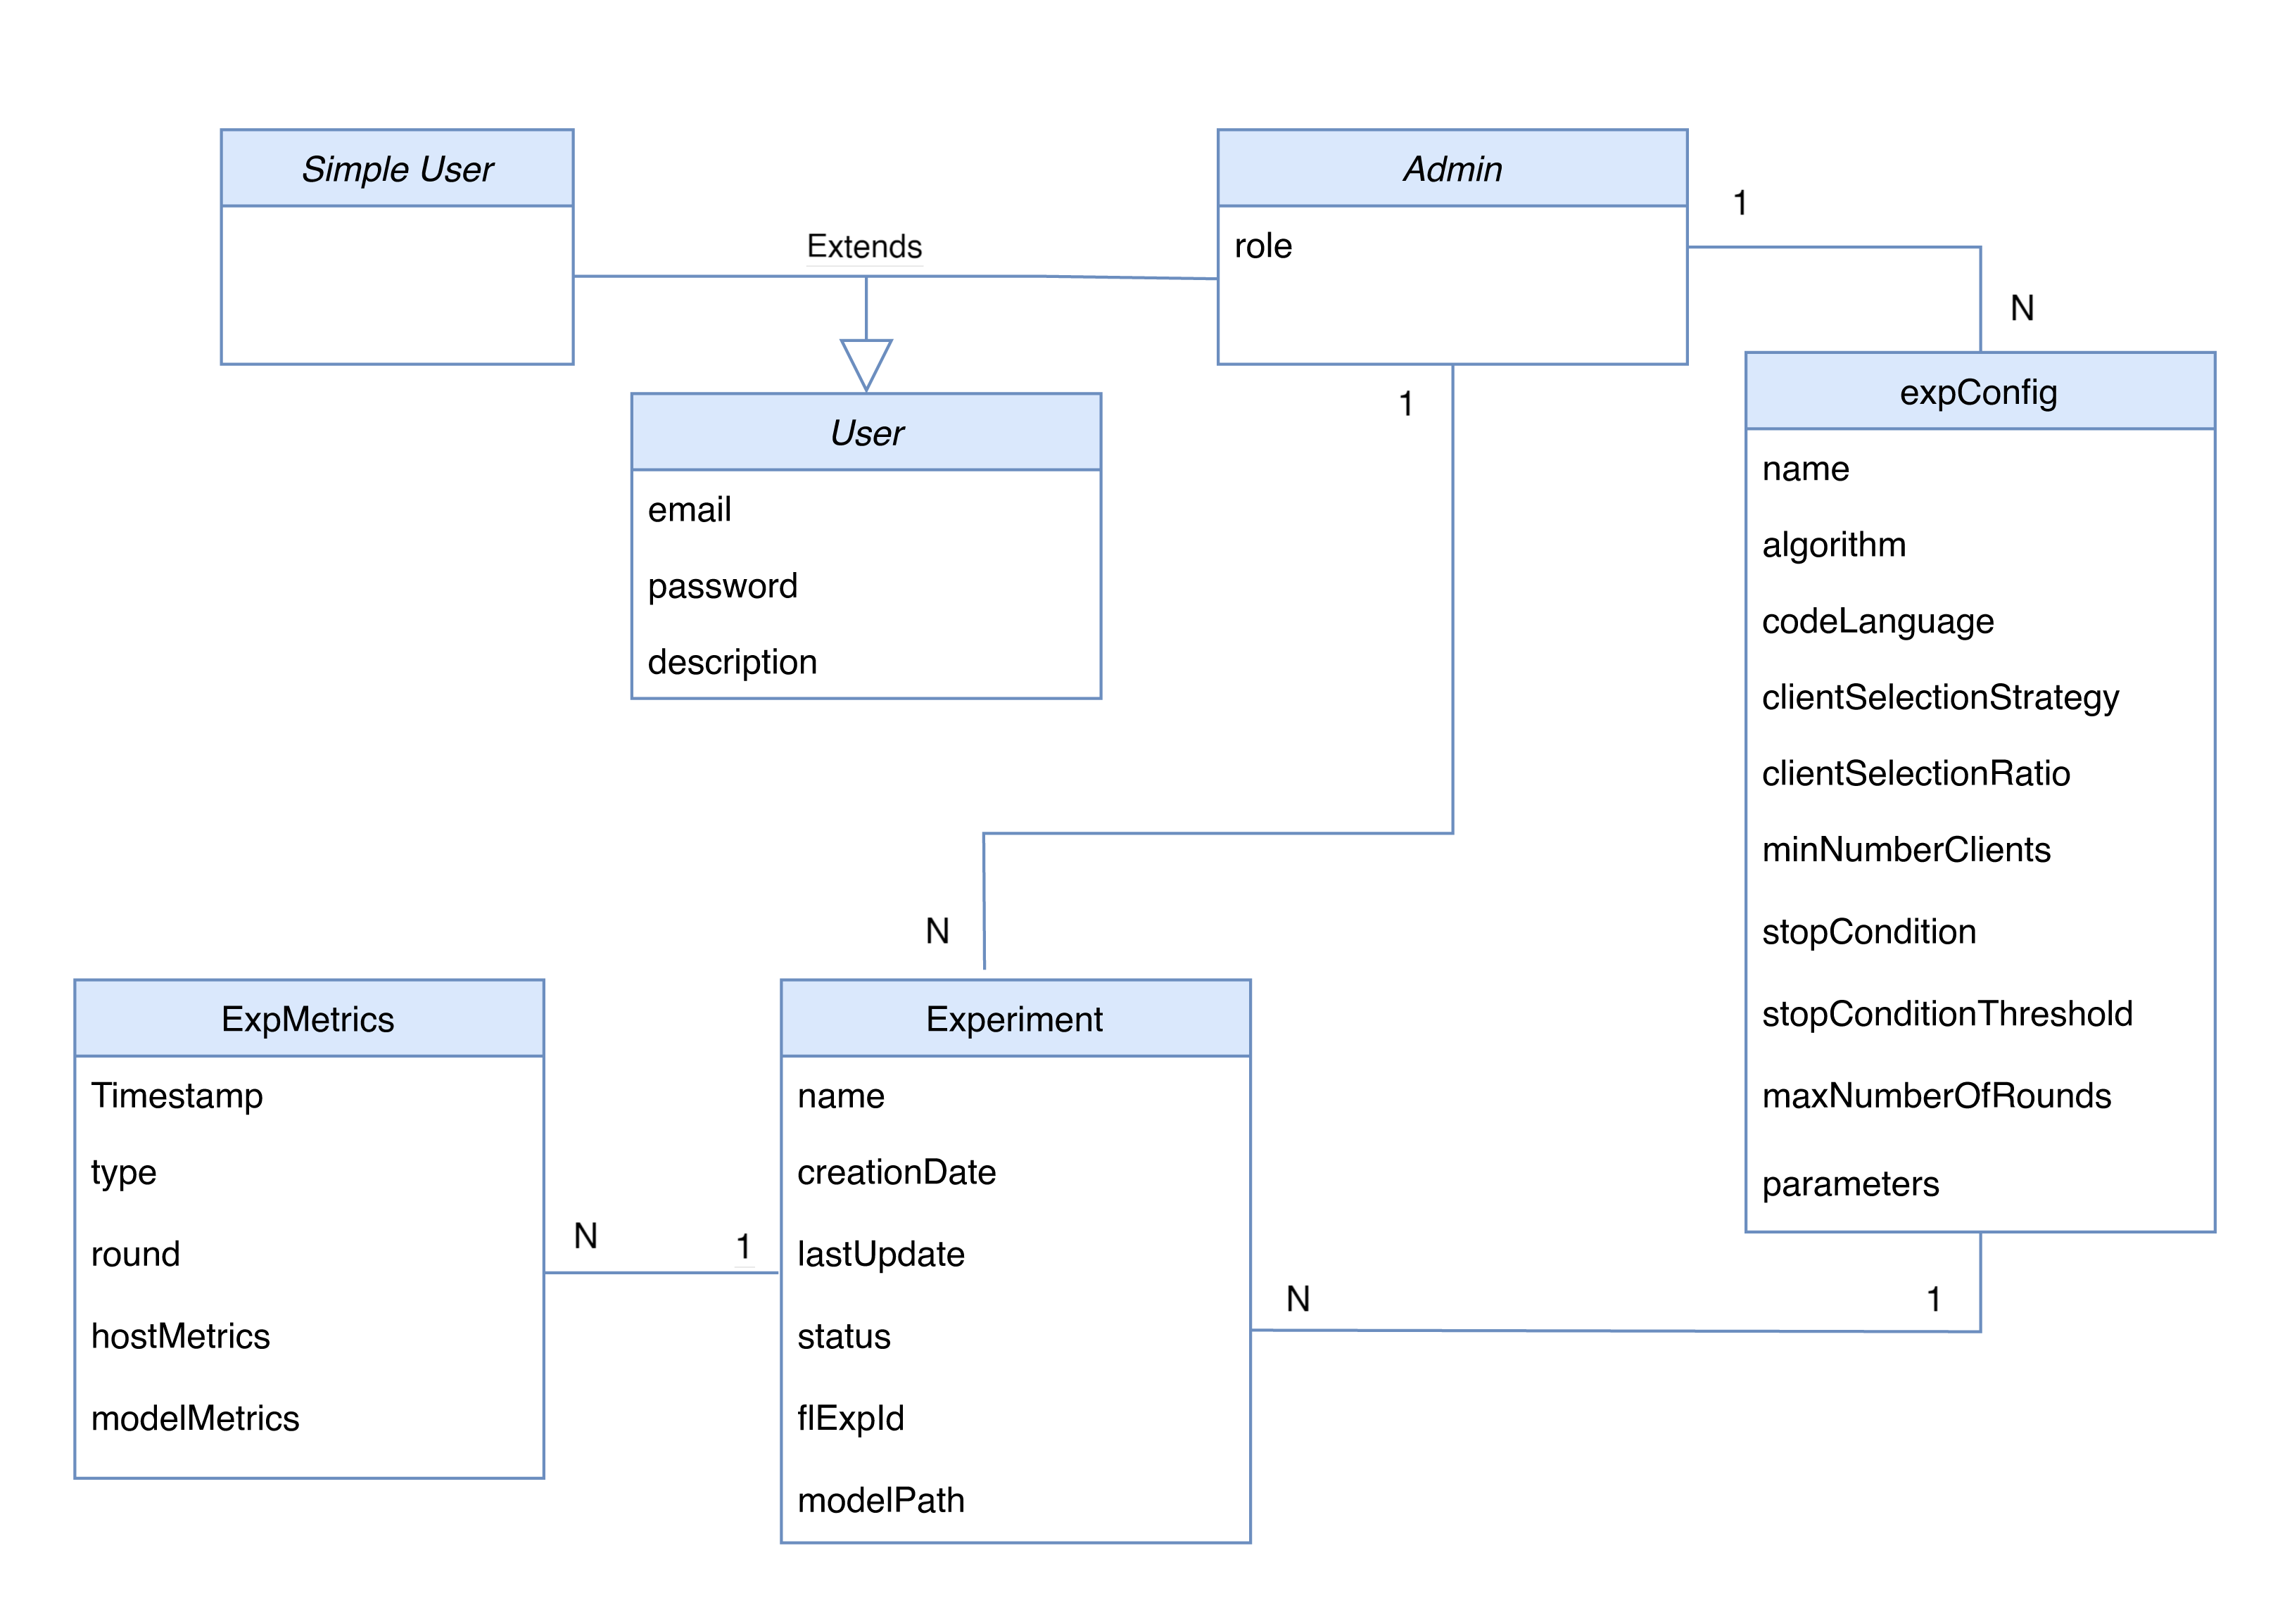 Simple User
Extends
Admin
role
1
N
User
email
password
description
1
N
expConfig
name
algorithm
codeLanguage
clientSelectionStrategy
clientSelectionRatio
minNumberClients
stopCondition
stopConditionThreshold
maxNumberOfRounds
parameters
ExpMetrics
Timestamp
type
round
hostMetrics
modelMetrics
N
1
Experiment
name
creationDate
lastUpdate
status
flExpId
modelPath
N
1